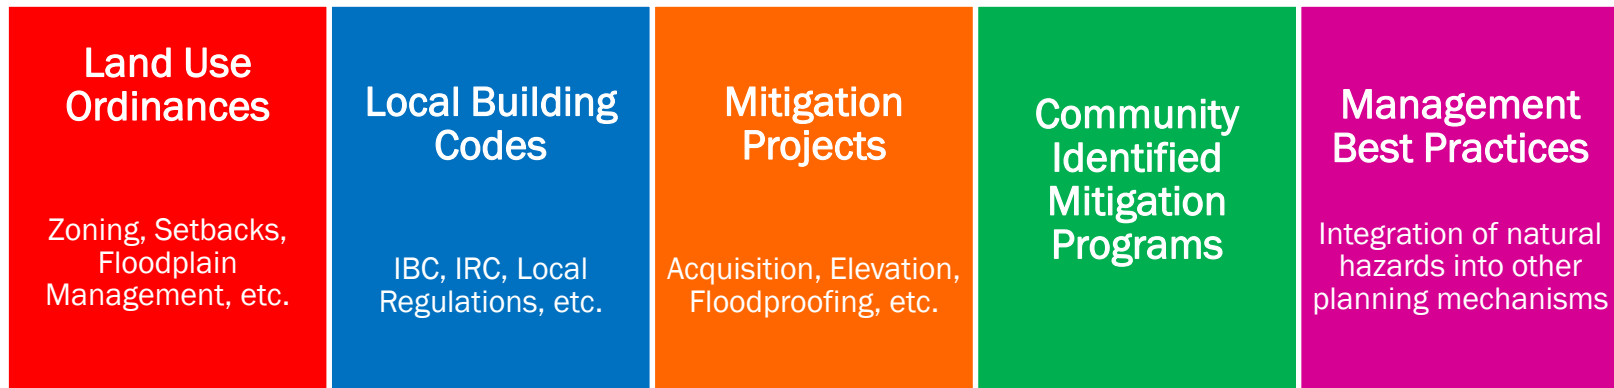 Land Use
Ordinances
Zoning, Setbacks,
Floodplain
Management, etc.
Local Building
Codes
IBC, IRC, Local
Regulations, etc.
Mitigation
Projects
Acquisition, Elevation,
Floodproofing, etc.
Community
Identified
Mitigation
Programs
Management
Best Practices
Integration of natural
hazards into other
planning mechanisms